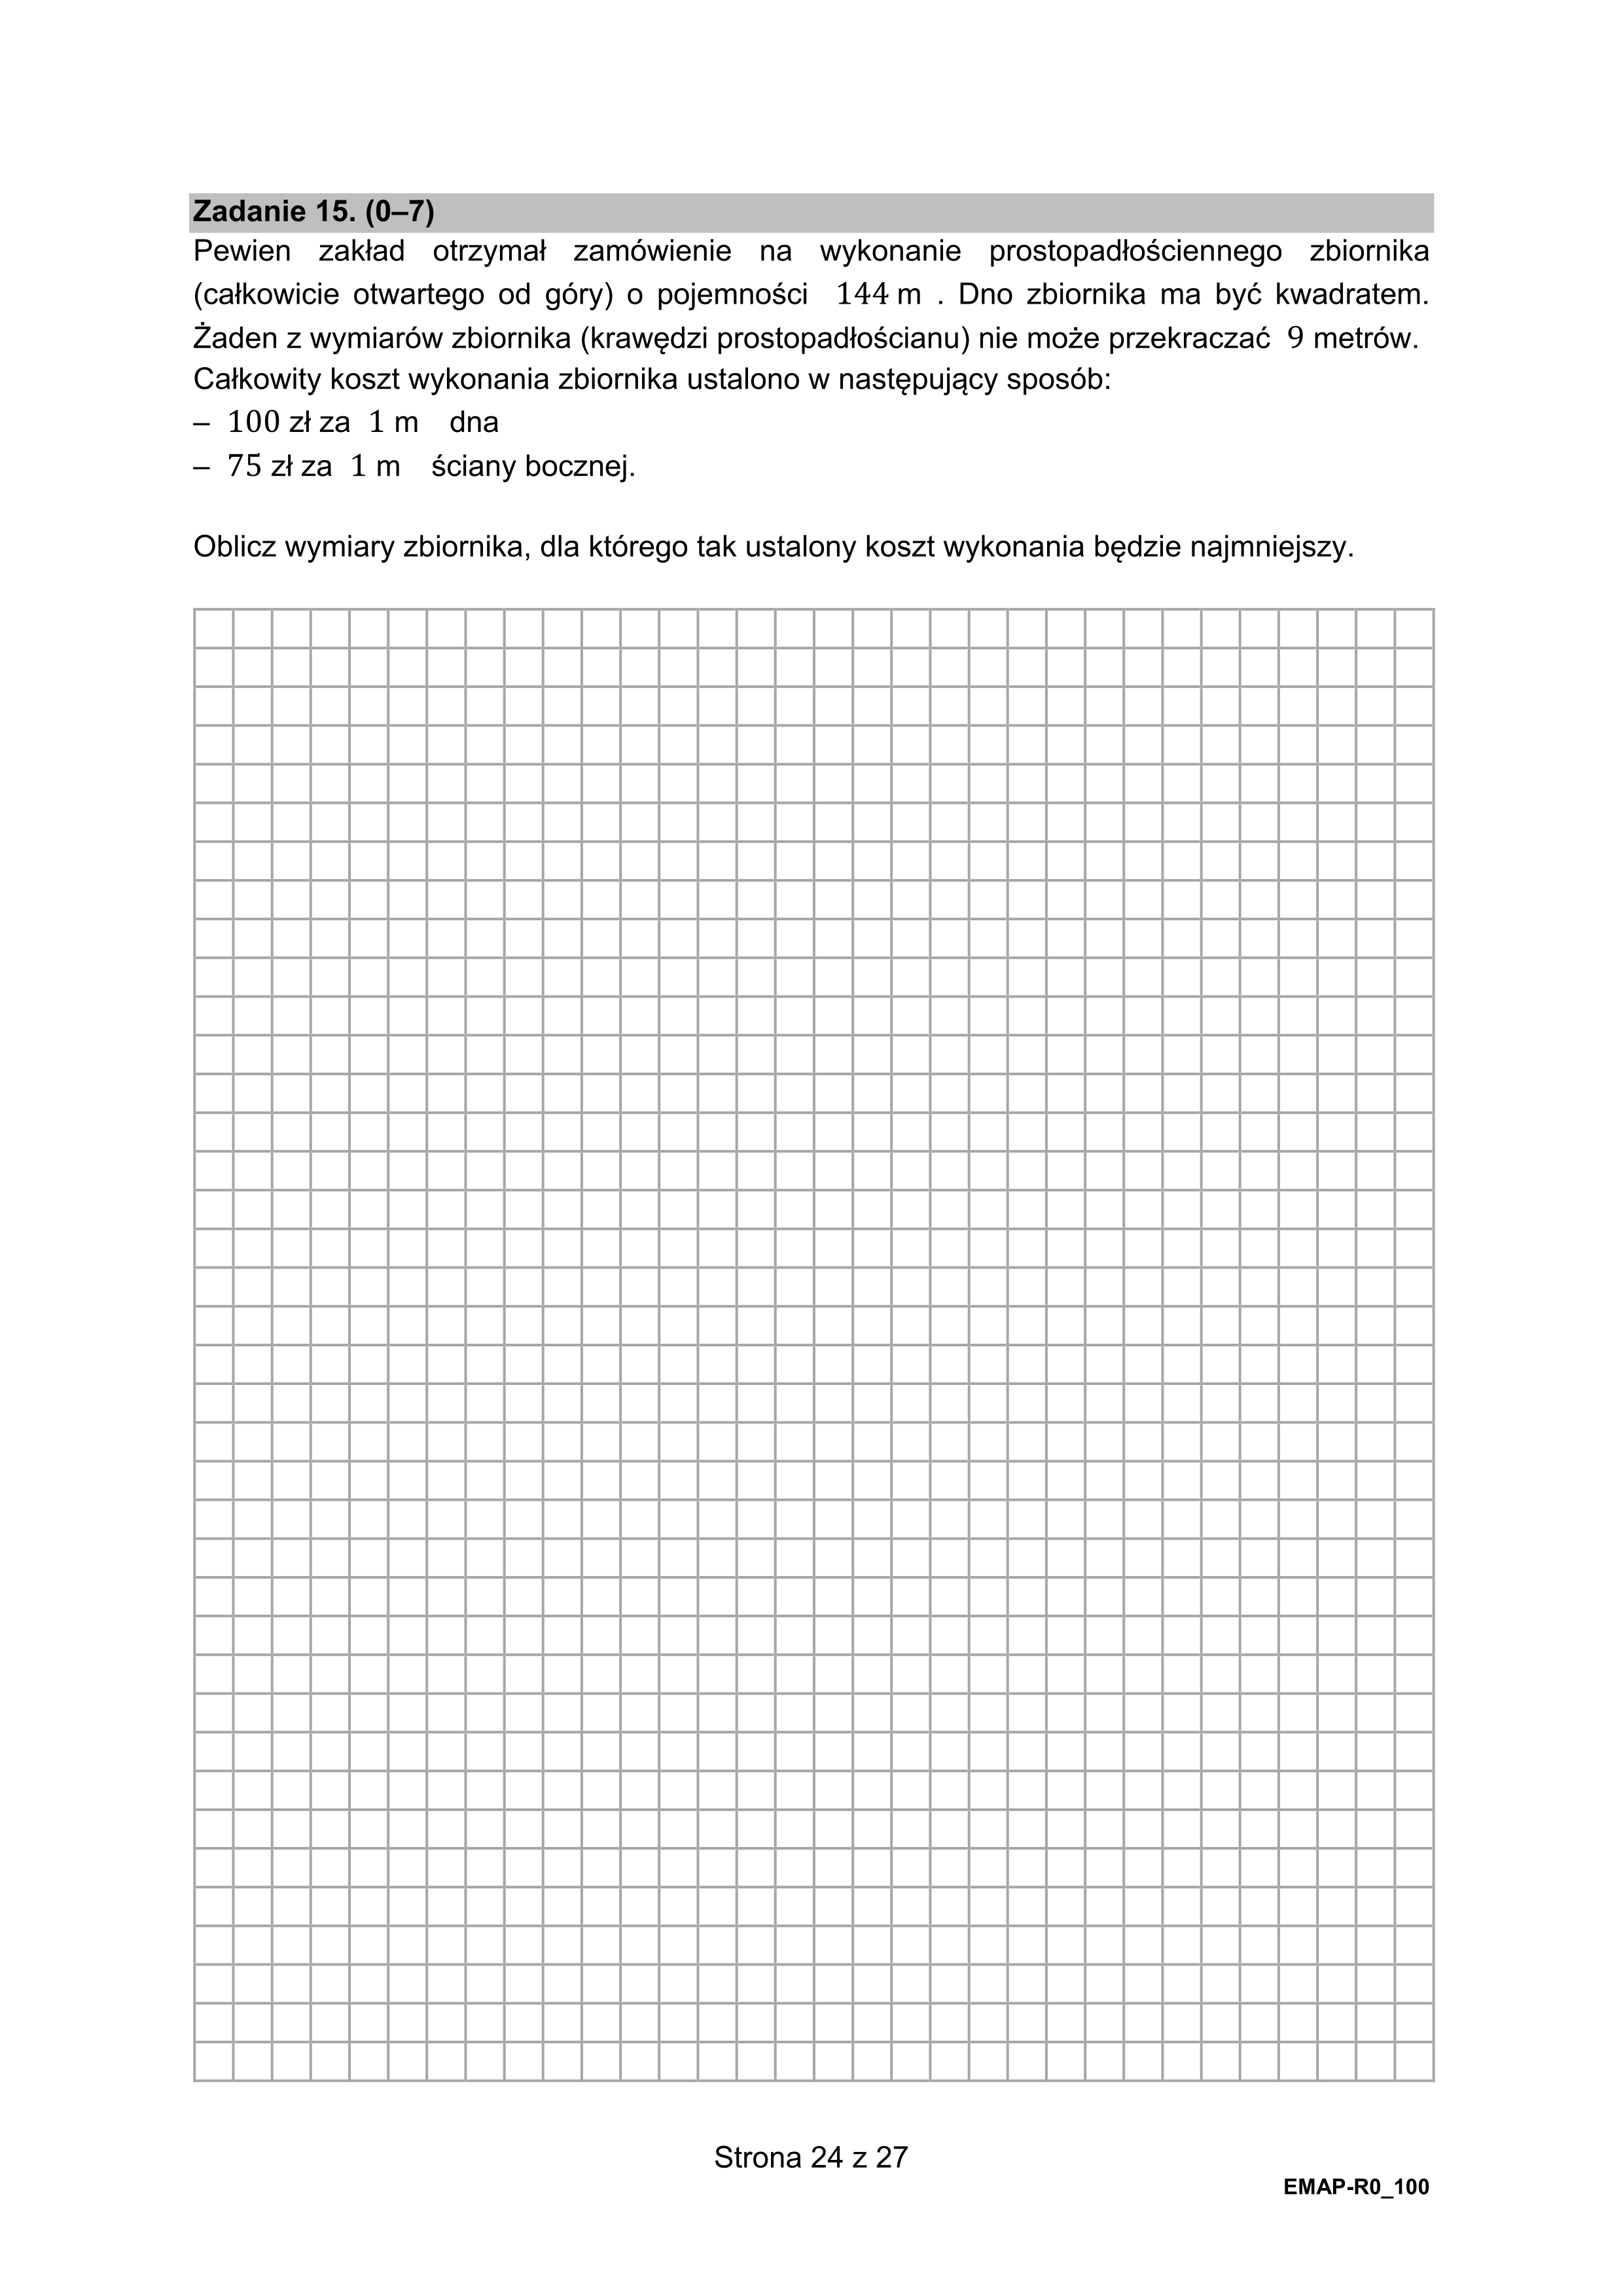 Zadanie 15. (0–7)
Pewien zakład otrzymał zamówienie na wykonanie prostopadłościennego zbiornika
(całkowicie otwartego od góry) o pojemności 144 m . Dno zbiornika ma być kwadratem.
Żaden z wymiarów zbiornika (krawędzi prostopadłościanu) nie może przekraczać 9 metrów.
Całkowity koszt wykonania zbiornika ustalono w następujący sposób:
– 100 zł za 1 m dna
– 75 zł za 1 m ściany bocznej.
Oblicz wymiary zbiornika, dla którego tak ustalony koszt wykonania będzie najmniejszy.
Strona 24 z 27
EMAP-R0_100